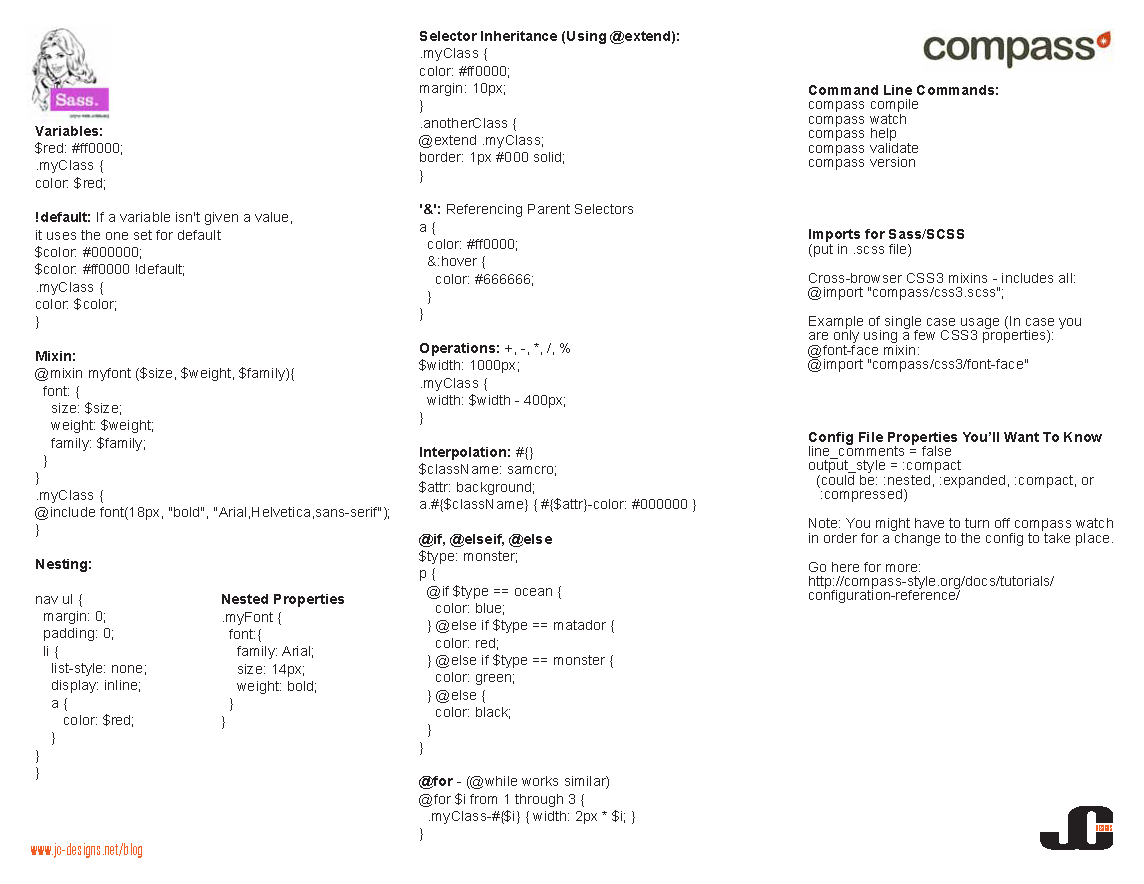 Sass.
Variables:
$red: #ff0000;
.myClass {
color: $red;
!default: If a variable isn't given a value,
it uses the one set for default
$color: #000000;
$color: #ff0000 !default;
.myClass {
color: $color;
}
Mixin:
@mixin myfont ($size, $weight, $family){
font: {
size: $size;
weight: $weight;
family: $family;
}
}
.myClass {
@include font(18px, "bold", "Arial,Helvetica,sans-serif");
}
Nesting:
nav ul {
margin: 0;
padding: 0;
li {
list-style: none;
display: inline;
a {
color: $red;
}
}
}
Nested Properties
.myFont {
font:{
family: Arial;
size: 14px;
weight: bold;
}
}
www.jc-designs.net/blog
Selector Inheritance (Using @extend):
.myClass {
color: #ff0000;
margin: 10px;
}
.anotherClass {
@extend .myClass;
border: 1px #000 solid;
}
'&': Referencing Parent Selectors
a {
color: #ff0000;
&:hover {
color: #666666;
}
}
Operations: +, -, *, /, %
$width: 1000px;
.myClass {
width: $width - 400px;
}
Interpolation: #{}
$className: samcro;
$attr: background;
a.#{$className} { #{$attr}-color: #000000 }
@if, @elseif, @else
$type: monster;
p {
@if $type == ocean {
color: blue;
} @else if $type == matador {
color: red;
} @else if $type == monster {
color: green;
} @else {
color: black;
}
}
@for - (@while works similar)
@for $i from 1 through 3 {
.myClass-#{$i} { width: 2px * $i; }
}
compass
Command Line Commands:
compass compile
compass watch
compass help
compass validate
compass version
Imports for Sass/SCSS
(put in .scss file)
Cross-browser CSS3 mixins - includes all:
@import "compass/css3.scss";
Example of single case usage (In case you
are only using a few CSS3 properties):
@font-face mixin:
@import "compass/css3/font-face"
Config File Properties You'll Want To Know
line_comments = false
output_style = :compact
(could be: :nested, :expanded, :compact, or
:compressed)
Note: You might have to turn off compass watch
in order for a change to the config to take place.
Go here for more:
http://compass-style.org/docs/tutorials/
configuration-reference/
JC
DESIGNS